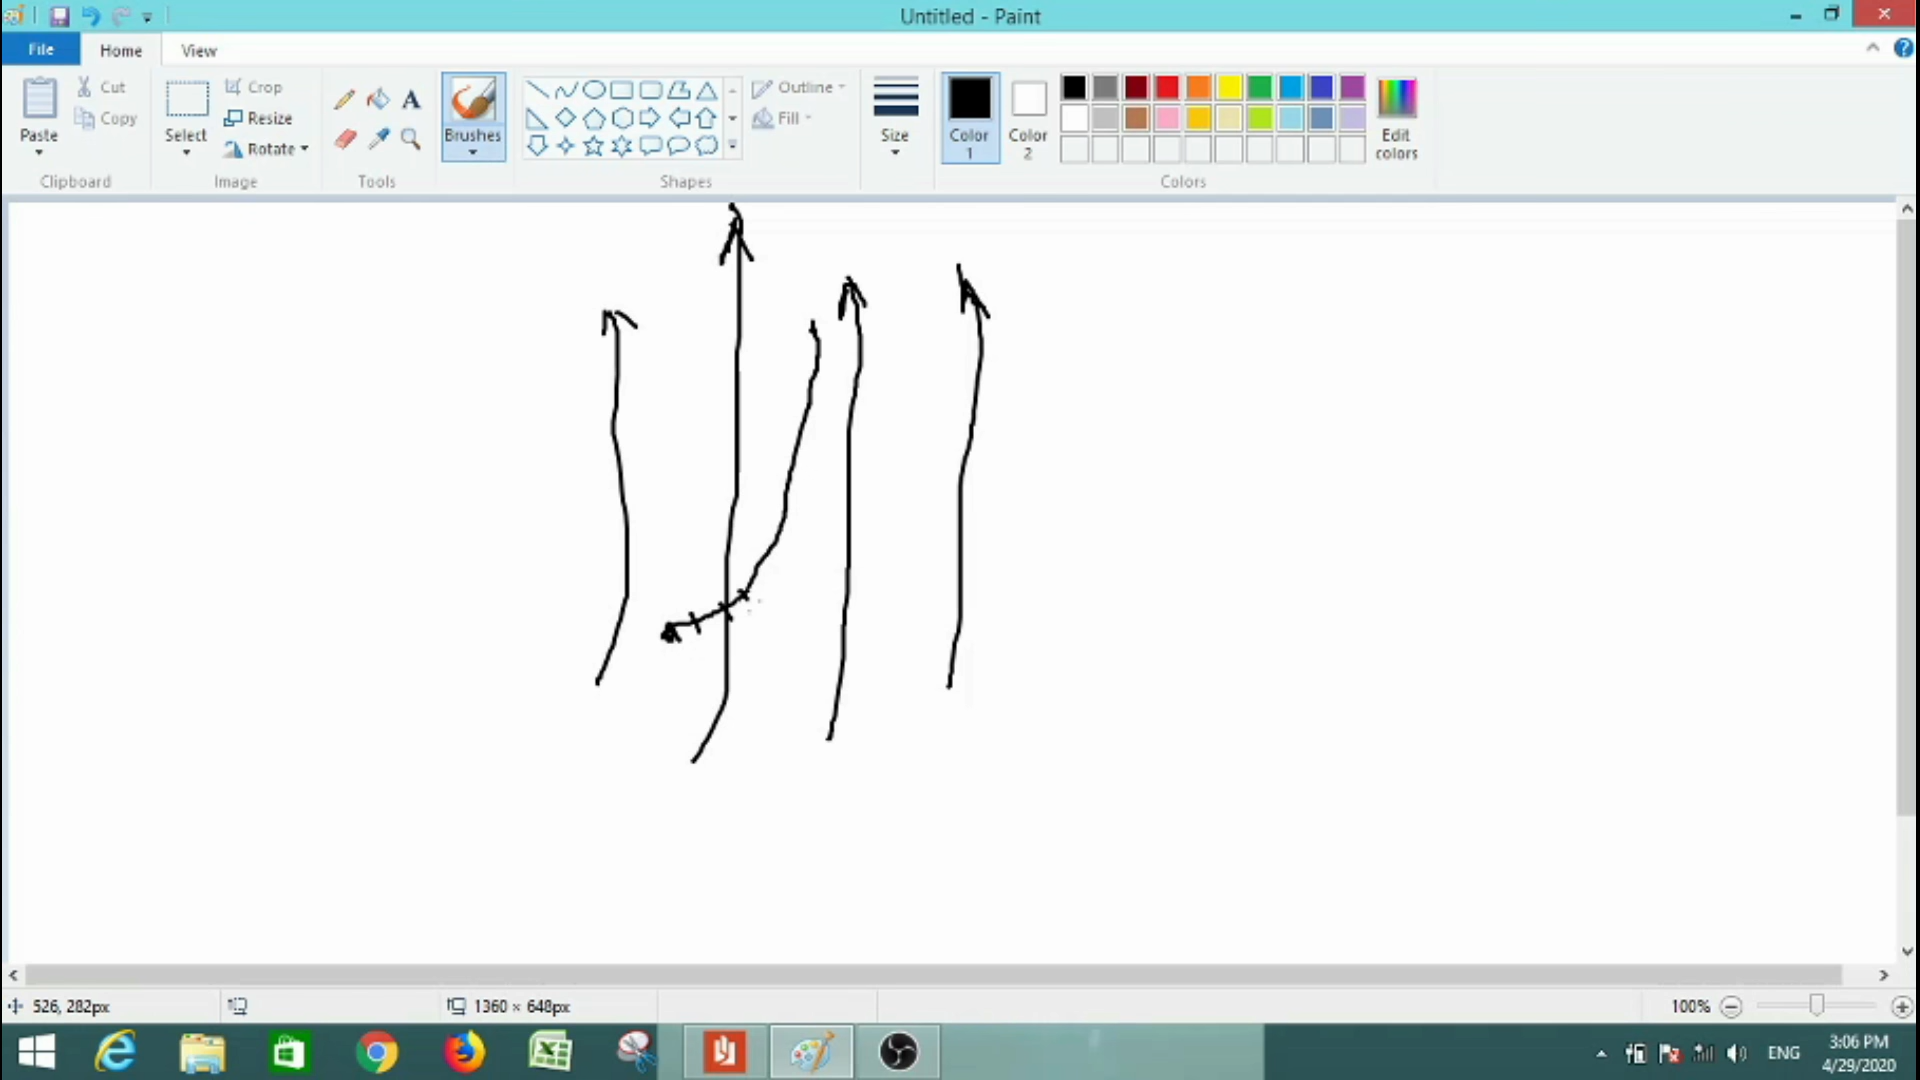 Untitled - Paint
File Home View
Paste
Cut
Copy
Clipboard
Select
Crop
Resize
Rotate
Image
A
Tools
Brushes
Shapes
Outline
Fill
Size
Color 1
Color 2
Edit colors
Colors
526, 282px
1360 × 648px
100%
ENG
3:06 PM
4/29/2020